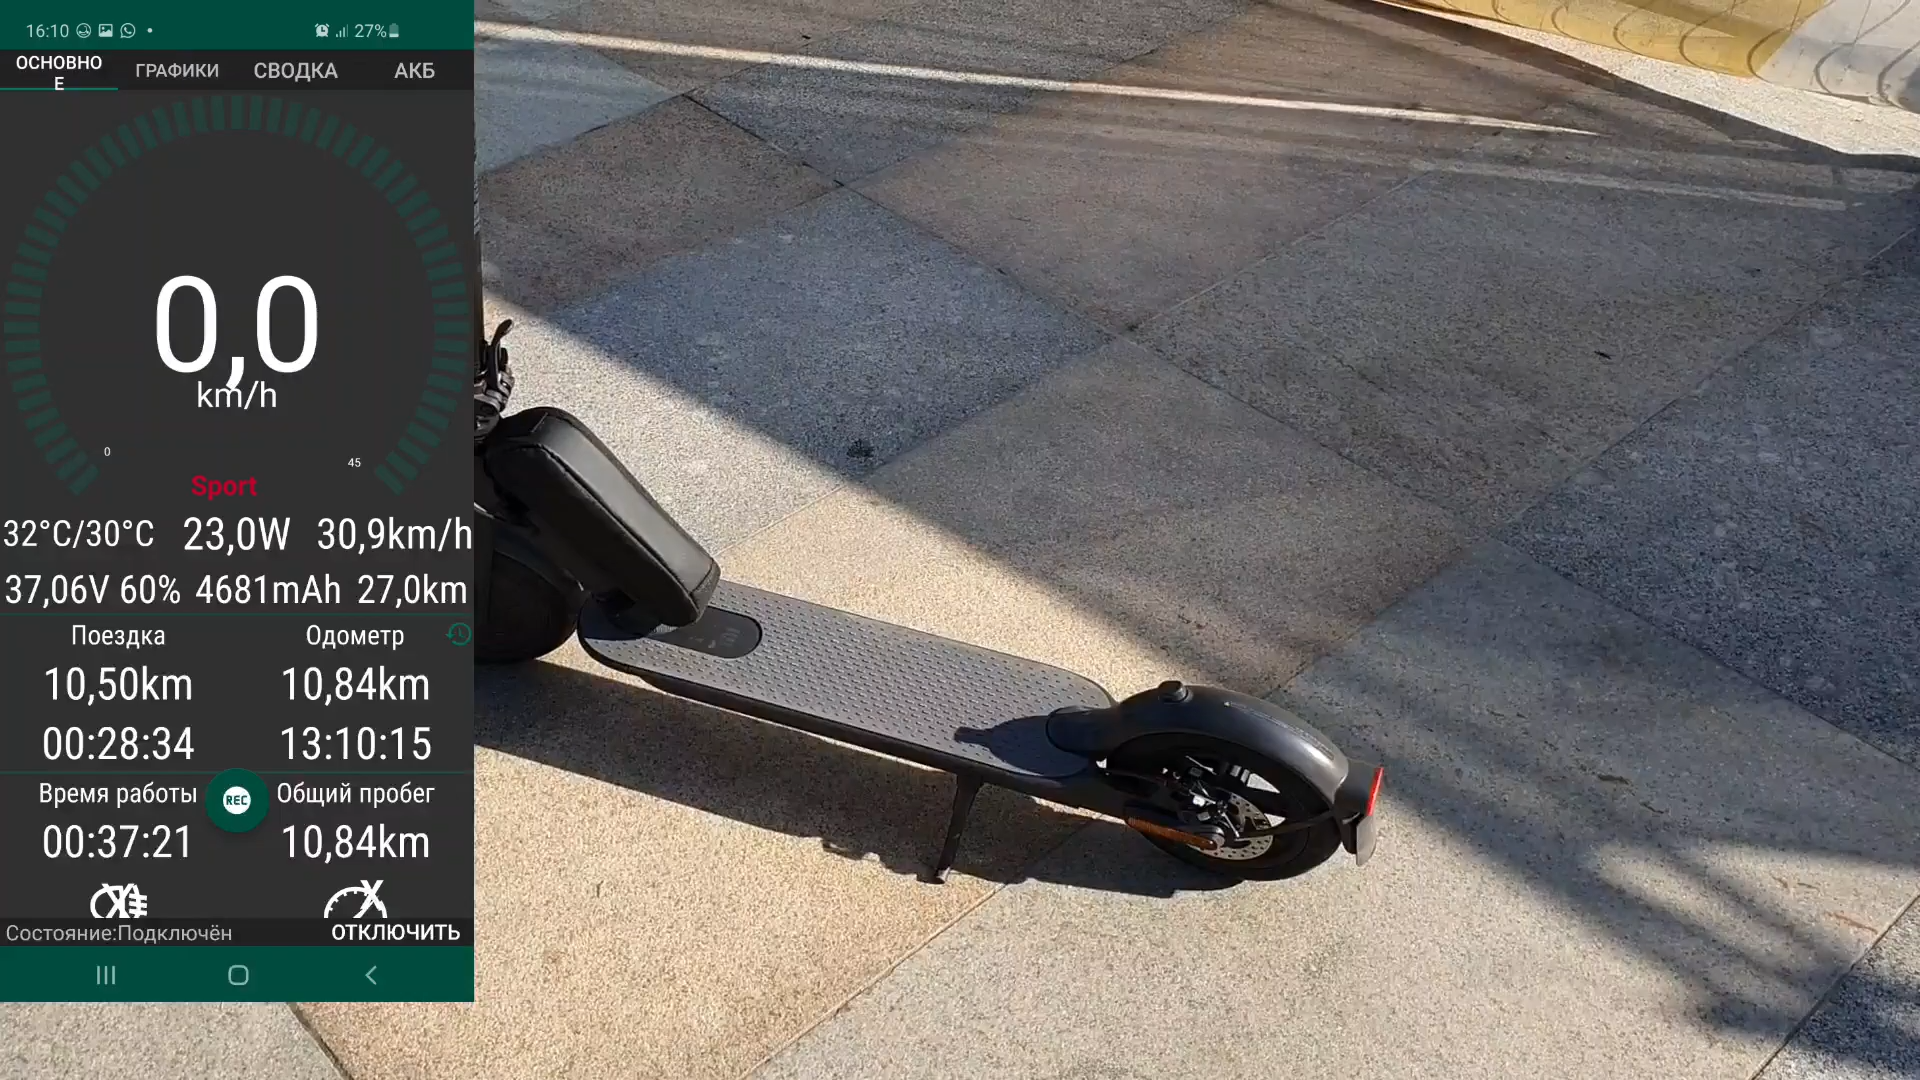 16:10
27%
ОСНОВНО
Е
ГРАФИКИ
СВОДКА
АКБ
0,0
km/h
0
45
Sport
32°C/30°C 23,0W 30,9km/h
37,06V 60% 4681mAh 27,0km
Поездка
Одометр
10,50km
10,84km
00:28:34
13:10:15
Время работы
REC
Общий пробег
00:37:21
10,84km
Состояние:Подключён
ОТКЛЮЧИТЬ